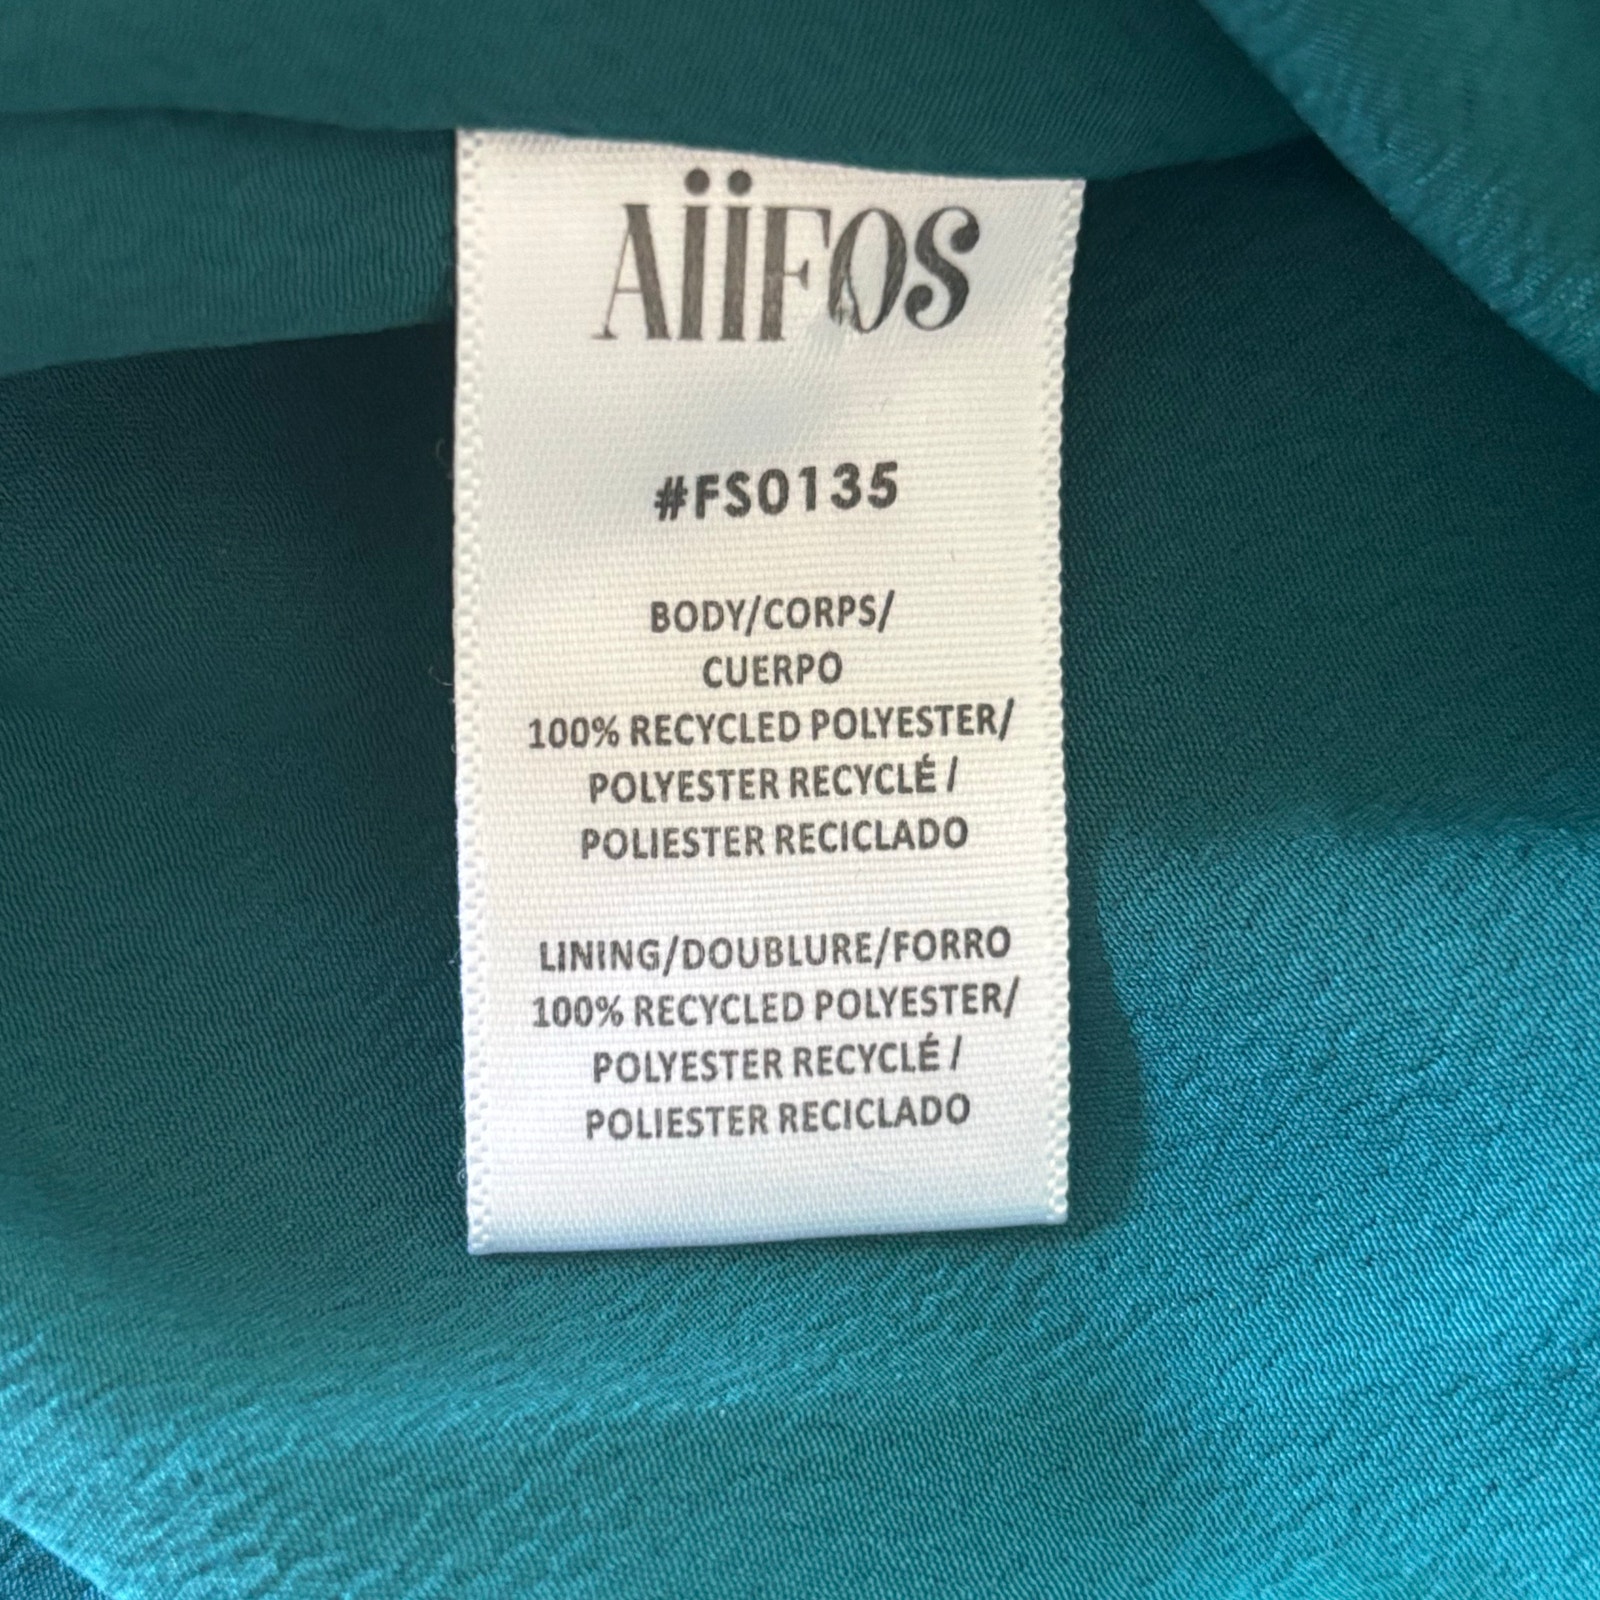 AïïFOS
#FS0135
BODY/CORPS/
CUERPO
100% RECYCLED POLYESTER/
POLYESTER RECYCLÉ /
POLIESTER RECICLADO
LINING/DOUBLURE/FORRO
100% RECYCLED POLYESTER/
POLYESTER RECYCLÉ /
POLIESTER RECICLADO